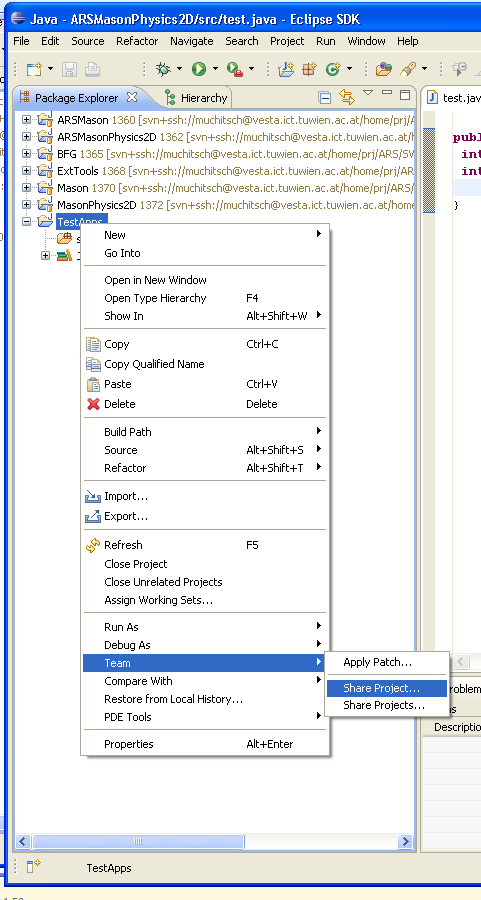 Java - ARSMasonPhysics2D/src/test.java - Eclipse SDK
File Edit Source Refactor Navigate Search Project Run Window Help
Package Explorer Hierarchy test.java
ARSMason 1360 [svn+ssh://muchitsch@vesta.ict.tuwien.ac.at/home/prj/A
ARSMasonPhysics2D 1362 [svn+ssh://muchitsch@vesta.ict.tuwien.ac.at
BFG 1365 [svn+ssh://muchitsch@vesta.ict.tuwien.ac.at/home/prj/ARS/SV
ExtTools 1368 [svn+ssh://muchitsch@vesta.ict.tuwien.ac.at/home/prj/AR
Mason 1370 [svn+ssh://muchitsch@vesta.ict.tuwien.ac.at/home/prj/ARS/
MasonPhysics2D 1372 [svn+ssh://muchitsch@vesta.ict.tuwien.ac.at/home
TestApps
publ
int
int
}
New
Go Into
Open in New Window
Open Type Hierarchy F4
Show In Alt+Shift+W
Copy Ctrl+C
Copy Qualified Name
Paste Ctrl+V
Delete Delete
Build Path
Source Alt+Shift+S
Refactor Alt+Shift+T
Import...
Export...
Refresh F5
Close Project
Close Unrelated Projects
Assign Working Sets...
Run As
Debug As
Team
Compare With
Restore from Local History...
PDE Tools
Properties Alt+Enter
Apply Patch...
Share Project...
Share Projects...
roblem
ns
Descriptio
TestApps